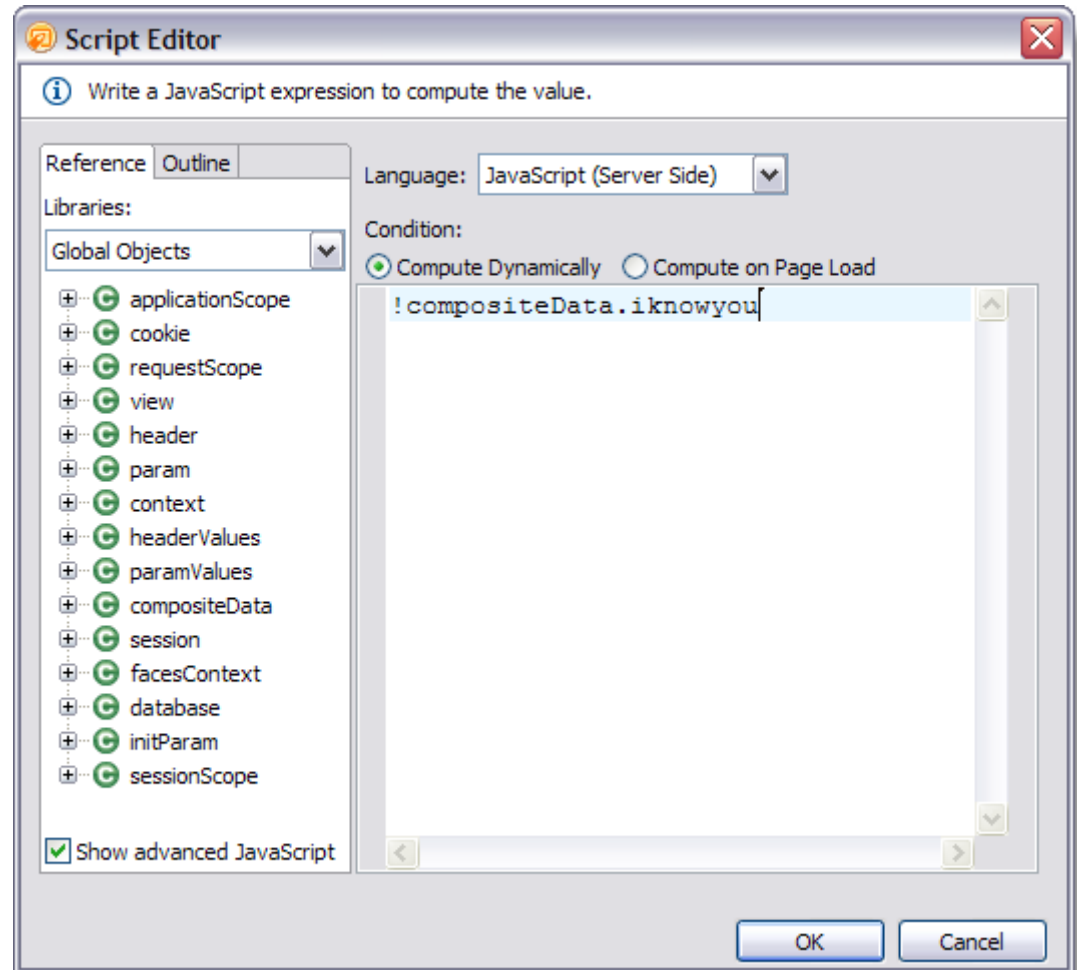 Script Editor
Write a JavaScript expression to compute the value.
Reference Outline
Libraries:
Global Objects
applicationScope
cookie
requestScope
view
header
param
context
headerValues
paramValues
compositeData
session
facesContext
database
initParam
sessionScope
Show advanced JavaScript
Language: JavaScript (Server Side)
Condition:
Compute Dynamically Compute on Page Load
!compositeData.iknowyou
OK Cancel